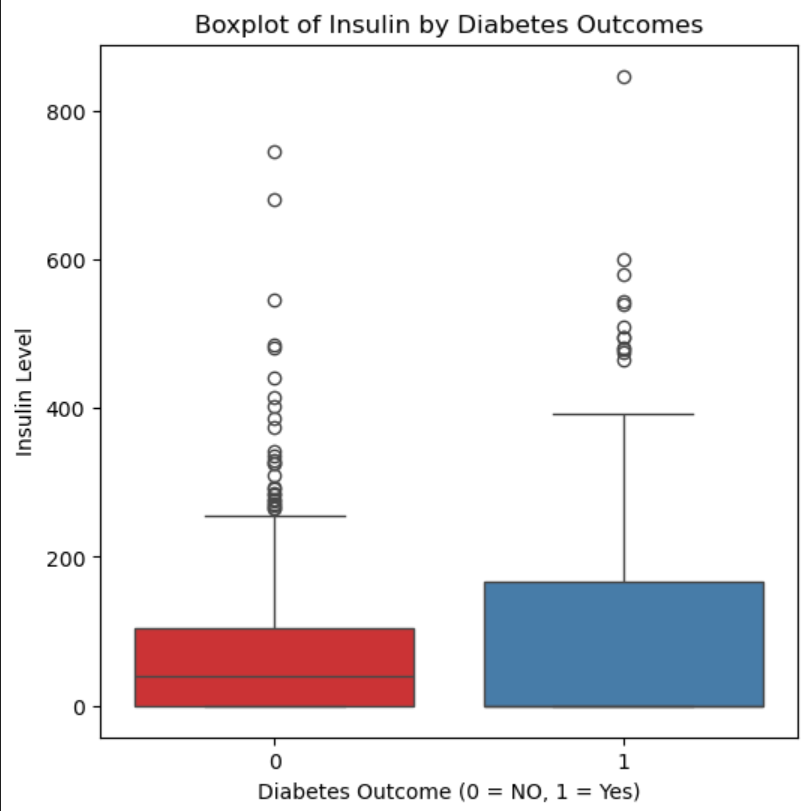 Boxplot of Insulin by Diabetes Outcomes
800
600
400
200
0
Insulin Level
0 1
Diabetes Outcome (0 = NO, 1 = Yes)